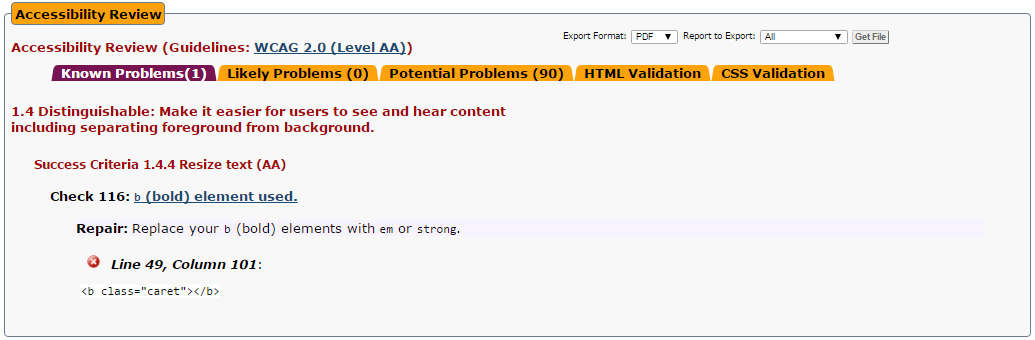 Accessibility Review
Accessibility Review (Guidelines: WCAG 2.0 (Level AA))
Export Format: PDF ▼ Report to Export: All ▼ Get File
Known Problems(1) Likely Problems (0) Potential Problems (90) HTML Validation CSS Validation
1.4 Distinguishable: Make it easier for users to see and hear content
including separating foreground from background.
Success Criteria 1.4.4 Resize text (AA)
Check 116: b (bold) element used.
Repair: Replace your b (bold) elements with em or strong.
Line 49, Column 101:
<b class="caret"></b>